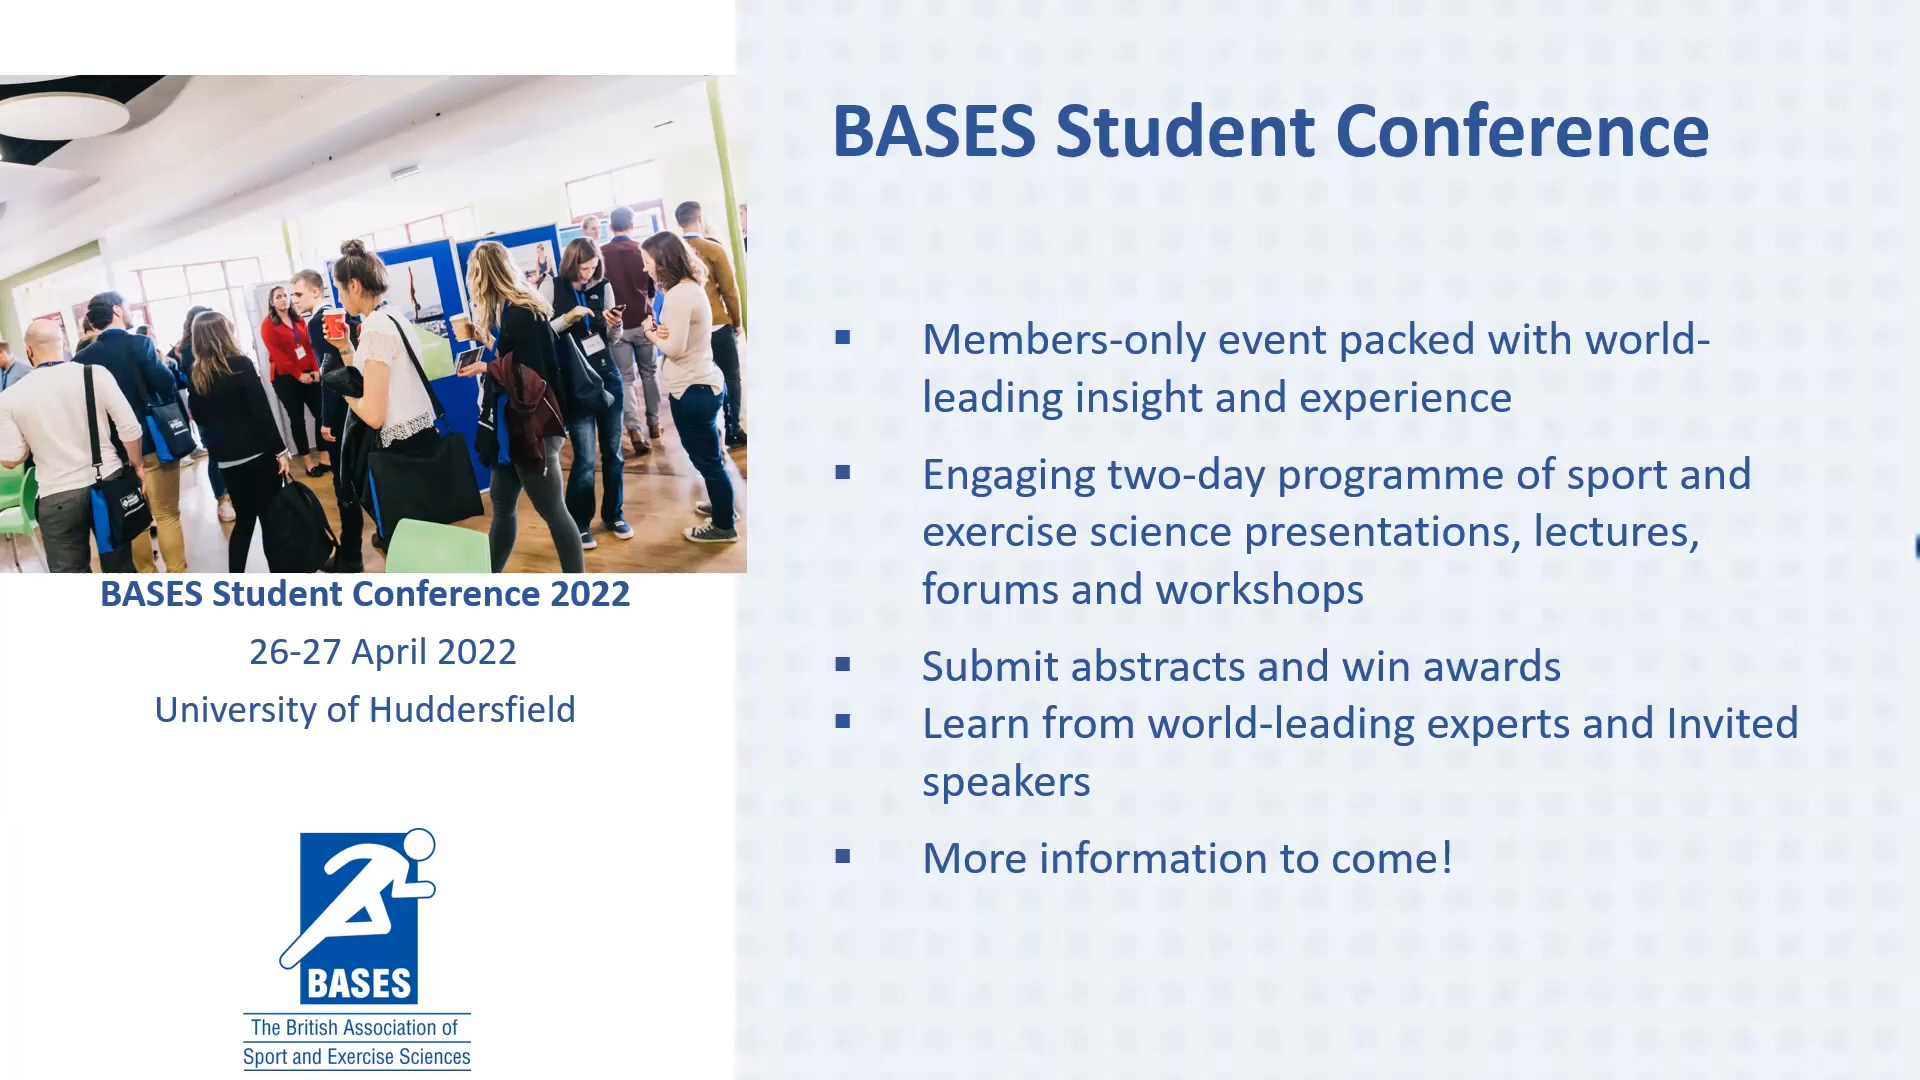 BASES Student Conference
Members-only event packed with world-
leading insight and experience
Engaging two-day programme of sport and
exercise science presentations, lectures,
forums and workshops
Submit abstracts and win awards
Learn from world-leading experts and Invited
speakers
More information to come!
BASES Student Conference 2022
26-27 April 2022
University of Huddersfield
BASES
The British Association of
Sport and Exercise Sciences